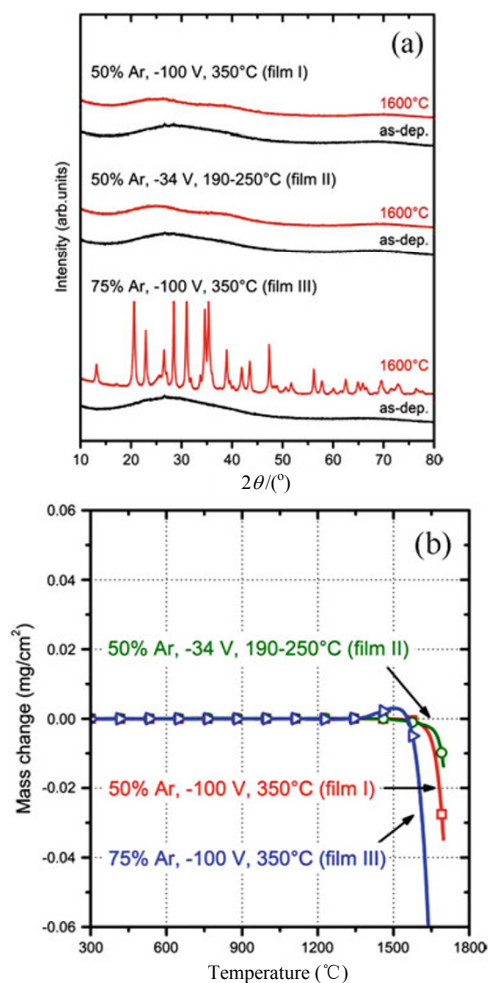 (a)
50% Ar, -100 V, 350°C (film I)
1600°C
as-dep.
50% Ar, -34 V, 190-250°C (film II)
1600°C
as-dep.
75% Ar, -100 V, 350°C (film III)
1600°C
as-dep.
Intensity (arb.units)
10 20 30 40 50 60 70 80
2θ/(°)
(b)
0.06
0.04
0.02
0.00
-0.02
-0.04
-0.06
Mass change (mg/cm²)
50% Ar, -34 V, 190-250°C (film II)
50% Ar, -100 V, 350°C (film I)
75% Ar, -100 V, 350°C (film III)
300 600 900 1200 1500 1800
Temperature (℃)